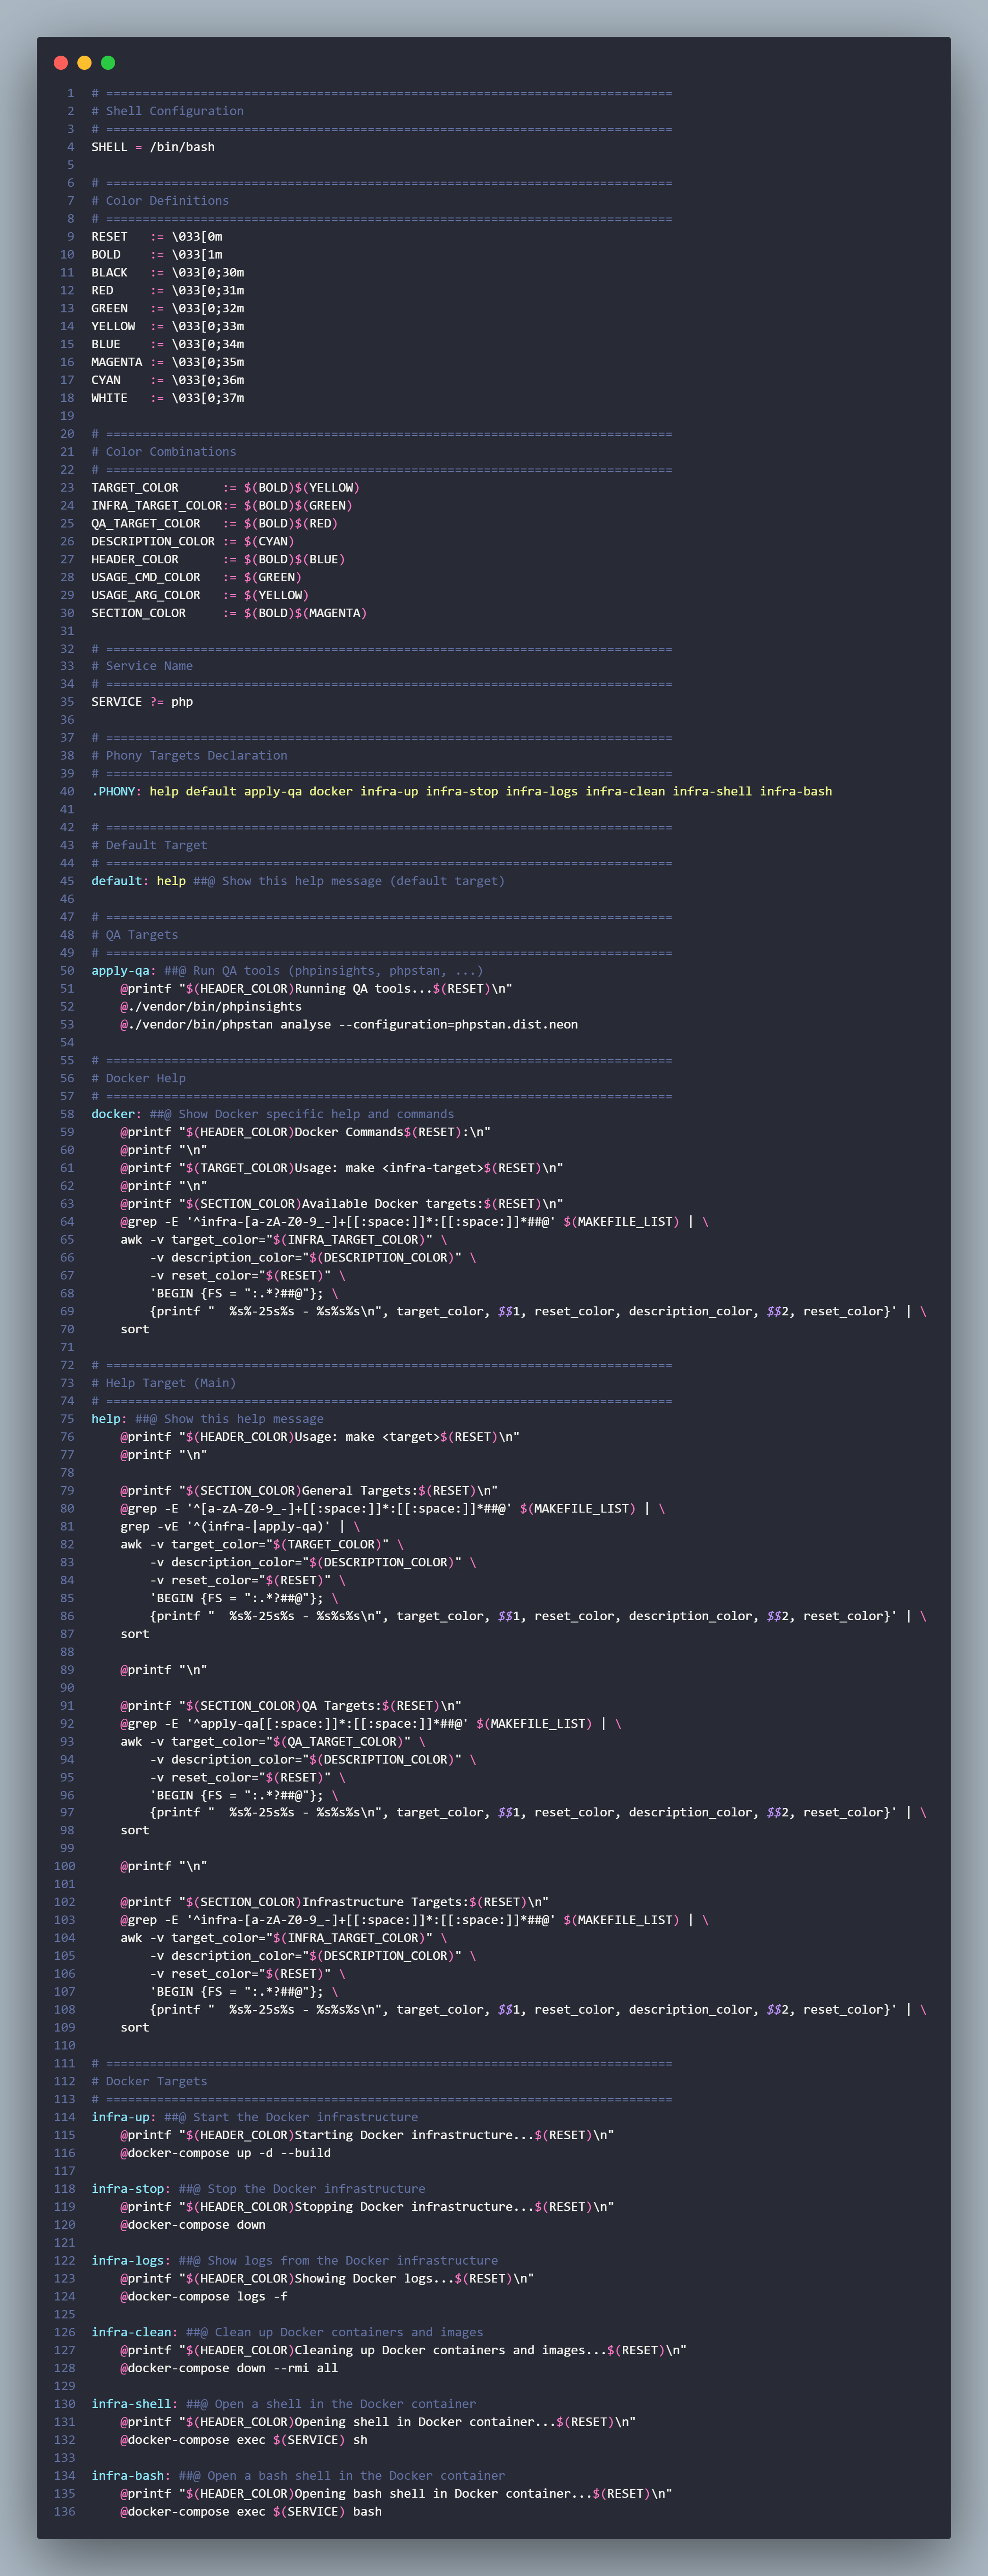 1 # ==============================================================================
2 # Shell Configuration
3 # ==============================================================================
4 SHELL = /bin/bash
5
6 # ==============================================================================
7 # Color Definitions
8 # ==============================================================================
9 RESET   := \033[0m
10 BOLD    := \033[1m
11 BLACK   := \033[0;30m
12 RED     := \033[0;31m
13 GREEN   := \033[0;32m
14 YELLOW  := \033[0;33m
15 BLUE    := \033[0;34m
16 MAGENTA := \033[0;35m
17 CYAN    := \033[0;36m
18 WHITE   := \033[0;37m
19
20 # ==============================================================================
21 # Color Combinations
22 # ==============================================================================
23 TARGET_COLOR      := $(BOLD)$(YELLOW)
24 INFRA_TARGET_COLOR:= $(BOLD)$(GREEN)
25 QA_TARGET_COLOR   := $(BOLD)$(RED)
26 DESCRIPTION_COLOR := $(CYAN)
27 HEADER_COLOR      := $(BOLD)$(BLUE)
28 USAGE_CMD_COLOR   := $(GREEN)
29 USAGE_ARG_COLOR   := $(YELLOW)
30 SECTION_COLOR     := $(BOLD)$(MAGENTA)
31
32 # ==============================================================================
33 # Service Name
34 # ==============================================================================
35 SERVICE ?= php
36
37 # ==============================================================================
38 # Phony Targets Declaration
39 # ==============================================================================
40 .PHONY: help default apply-qa docker infra-up infra-stop infra-logs infra-clean infra-shell infra-bash
41
42 # ==============================================================================
43 # Default Target
44 # ==============================================================================
45 default: help ##@ Show this help message (default target)
46
47 # ==============================================================================
48 # QA Targets
49 # ==============================================================================
50 apply-qa: ##@ Run QA tools (phpinsights, phpstan, ...)
51     @printf "$(HEADER_COLOR)Running QA tools...$(RESET)\n"
52     @./vendor/bin/phpinsights
53     @./vendor/bin/phpstan analyse --configuration=phpstan.dist.neon
54
55 # ==============================================================================
56 # Docker Help
57 # ==============================================================================
58 docker: ##@ Show Docker specific help and commands
59     @printf "$(HEADER_COLOR)Docker Commands$(RESET):\n"
60     @printf "\n"
61     @printf "$(TARGET_COLOR)Usage: make <infra-target>$(RESET)\n"
62     @printf "\n"
63     @printf "$(SECTION_COLOR)Available Docker targets:$(RESET)\n"
64     @grep -E '^infra-[a-zA-Z0-9_-]+[[:space:]]*:[[:space:]]*##@' $(MAKEFILE_LIST) | \
65     awk -v target_color="$(INFRA_TARGET_COLOR)" \
66         -v description_color="$(DESCRIPTION_COLOR)" \
67         -v reset_color="$(RESET)" \
68         'BEGIN {FS = ":.*?##@"}; \
69         {printf "  %s%-25s%s - %s%s%s\n", target_color, $$1, reset_color, description_color, $$2, reset_color}' | \
70     sort
71
72 # ==============================================================================
73 # Help Target (Main)
74 # ==============================================================================
75 help: ##@ Show this help message
76     @printf "$(HEADER_COLOR)Usage: make <target>$(RESET)\n"
77     @printf "\n"
78
79     @printf "$(SECTION_COLOR)General Targets:$(RESET)\n"
80     @grep -E '^[a-zA-Z0-9_-]+[[:space:]]*:[[:space:]]*##@' $(MAKEFILE_LIST) | \
81     grep -vE '^(infra-|apply-qa)' | \
82     awk -v target_color="$(TARGET_COLOR)" \
83         -v description_color="$(DESCRIPTION_COLOR)" \
84         -v reset_color="$(RESET)" \
85         'BEGIN {FS = ":.*?##@"}; \
86         {printf "  %s%-25s%s - %s%s%s\n", target_color, $$1, reset_color, description_color, $$2, reset_color}' | \
87     sort
88
89     @printf "\n"
90
91     @printf "$(SECTION_COLOR)QA Targets:$(RESET)\n"
92     @grep -E '^apply-qa[[:space:]]*:[[:space:]]*##@' $(MAKEFILE_LIST) | \
93     awk -v target_color="$(QA_TARGET_COLOR)" \
94         -v description_color="$(DESCRIPTION_COLOR)" \
95         -v reset_color="$(RESET)" \
96         'BEGIN {FS = ":.*?##@"}; \
97         {printf "  %s%-25s%s - %s%s%s\n", target_color, $$1, reset_color, description_color, $$2, reset_color}' | \
98     sort
99
100     @printf "\n"
101
102     @printf "$(SECTION_COLOR)Infrastructure Targets:$(RESET)\n"
103     @grep -E '^infra-[a-zA-Z0-9_-]+[[:space:]]*:[[:space:]]*##@' $(MAKEFILE_LIST) | \
104     awk -v target_color="$(INFRA_TARGET_COLOR)" \
105         -v description_color="$(DESCRIPTION_COLOR)" \
106         -v reset_color="$(RESET)" \
107         'BEGIN {FS = ":.*?##@"}; \
108         {printf "  %s%-25s%s - %s%s%s\n", target_color, $$1, reset_color, description_color, $$2, reset_color}' | \
109     sort
110
111 # ==============================================================================
112 # Docker Targets
113 # ==============================================================================
114 infra-up: ##@ Start the Docker infrastructure
115     @printf "$(HEADER_COLOR)Starting Docker infrastructure...$(RESET)\n"
116     @docker-compose up -d --build
117
118 infra-stop: ##@ Stop the Docker infrastructure
119     @printf "$(HEADER_COLOR)Stopping Docker infrastructure...$(RESET)\n"
120     @docker-compose down
121
122 infra-logs: ##@ Show logs from the Docker infrastructure
123     @printf "$(HEADER_COLOR)Showing Docker logs...$(RESET)\n"
124     @docker-compose logs -f
125
126 infra-clean: ##@ Clean up Docker containers and images
127     @printf "$(HEADER_COLOR)Cleaning up Docker containers and images...$(RESET)\n"
128     @docker-compose down --rmi all
129
130 infra-shell: ##@ Open a shell in the Docker container
131     @printf "$(HEADER_COLOR)Opening shell in Docker container...$(RESET)\n"
132     @docker-compose exec $(SERVICE) sh
133
134 infra-bash: ##@ Open a bash shell in the Docker container
135     @printf "$(HEADER_COLOR)Opening bash shell in Docker container...$(RESET)\n"
136     @docker-compose exec $(SERVICE) bash